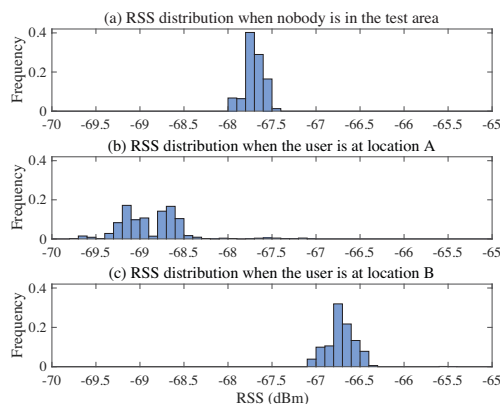 (a) RSS distribution when nobody is in the test area
0.4
0.2
0
Frequency
-70 -69.5 -69 -68.5 -68 -67.5 -67 -66.5 -66 -65.5 -65
(b) RSS distribution when the user is at location A
0.4
0.2
0
Frequency
-70 -69.5 -69 -68.5 -68 -67.5 -67 -66.5 -66 -65.5 -65
(c) RSS distribution when the user is at location B
0.4
0.2
0
Frequency
-70 -69.5 -69 -68.5 -68 -67.5 -67 -66.5 -66 -65.5 -65
RSS (dBm)